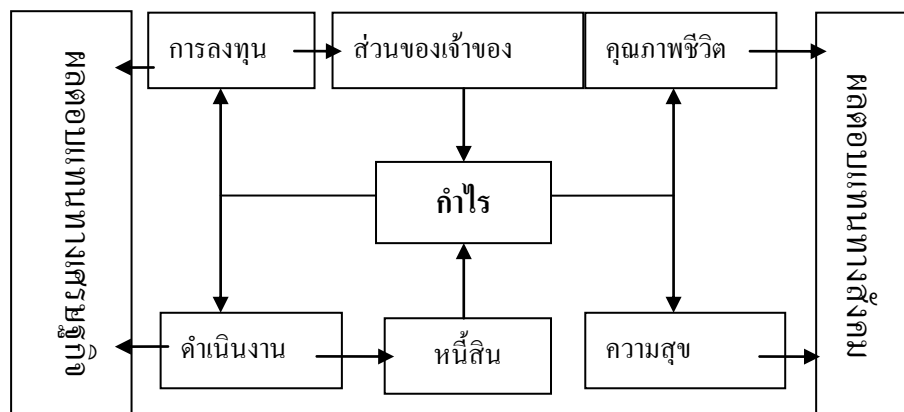 ผลตอบแทนทางเศรษฐกิจ
การลงทุน
ส่วนของเจ้าของ
คุณภาพชีวิต
กำไร
ดำเนินงาน
หนี้สิน
ความสุข
ผลตอบแทนทางสังคม